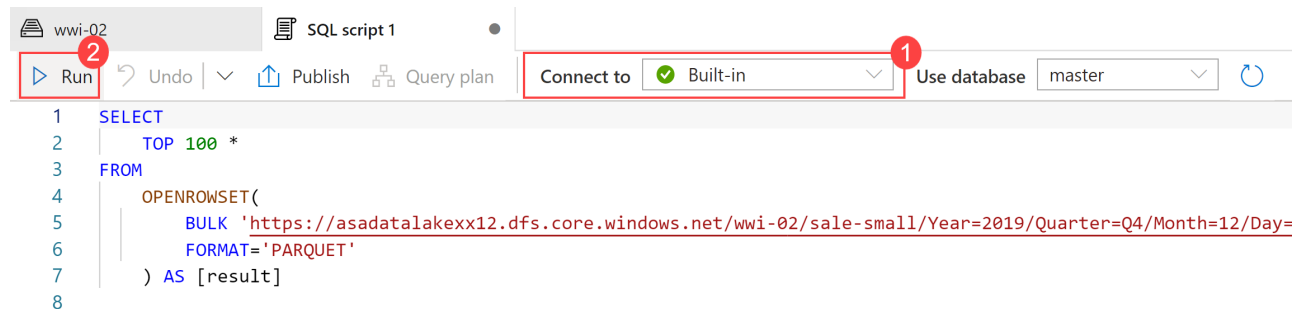 wwi-02 SQL script 1
2 1
Run Undo Publish Query plan Connect to Built-in Use database master
1 SELECT
2 TOP 100 *
3 FROM
4 OPENROWSET(
5 BULK 'https://asadatalakexx12.dfs.core.windows.net/wwi-02/sale-small/Year=2019/Quarter=Q4/Month=12/Day=
6 FORMAT='PARQUET'
7 ) AS [result]
8